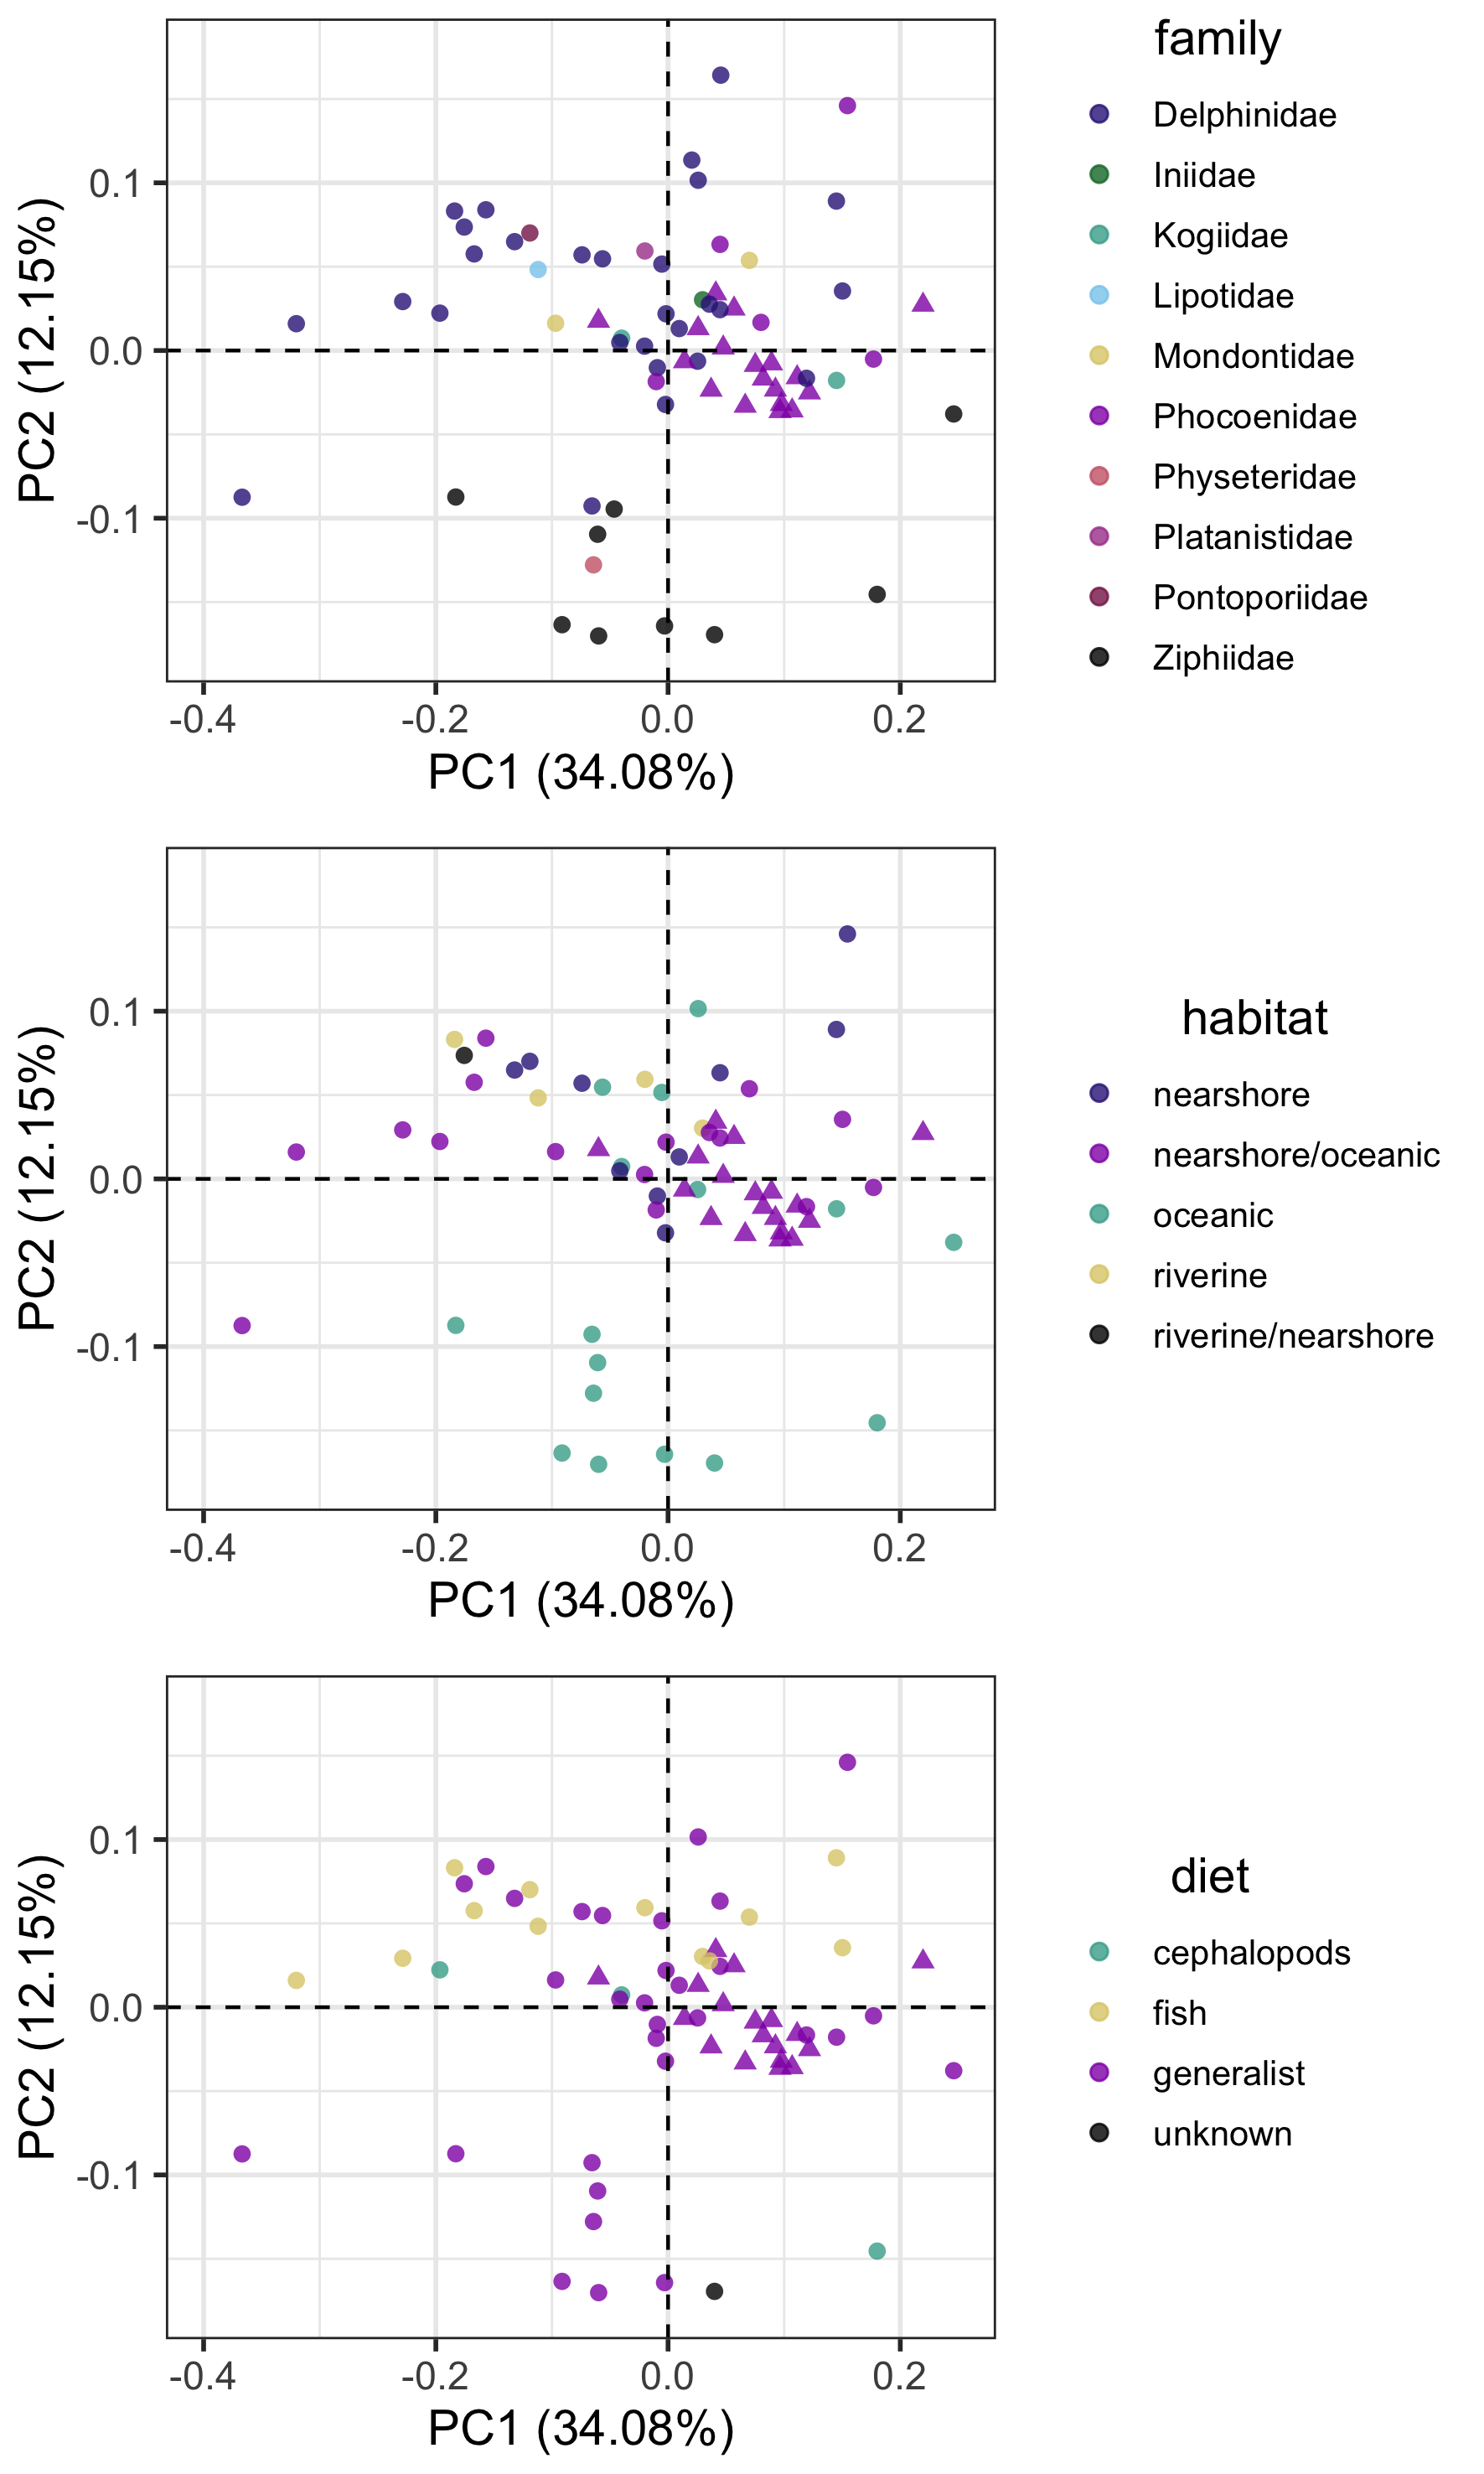 family
Delphinidae
Iniidae
Kogiidae
Lipotidae
Mondontidae
Phocoenidae
Physeteridae
Platanistidae
Pontoporiidae
Ziphiidae
PC2 (12.15%)
0.1
0.0
-0.1
-0.4 -0.2 0.0 0.2
PC1 (34.08%)
habitat
nearshore
nearshore/oceanic
oceanic
riverine
riverine/nearshore
PC2 (12.15%)
0.1
0.0
-0.1
-0.4 -0.2 0.0 0.2
PC1 (34.08%)
diet
cephalopods
fish
generalist
unknown
PC2 (12.15%)
0.1
0.0
-0.1
-0.4 -0.2 0.0 0.2
PC1 (34.08%)